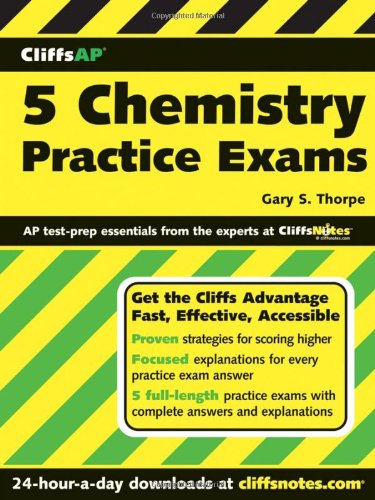 CliffsAP®
5 Chemistry
Practice Exams
Gary S. Thorpe
AP test-prep essentials from the experts at CliffsNotes™
@ cliffsnotes.com
Get the Cliffs Advantage
Fast, Effective, Accessible
Proven strategies for scoring higher
Focused explanations for every
practice exam answer
5 full-length practice exams with
complete answers and explanations
24-hour-a-day downloads at cliffsnotes.com®